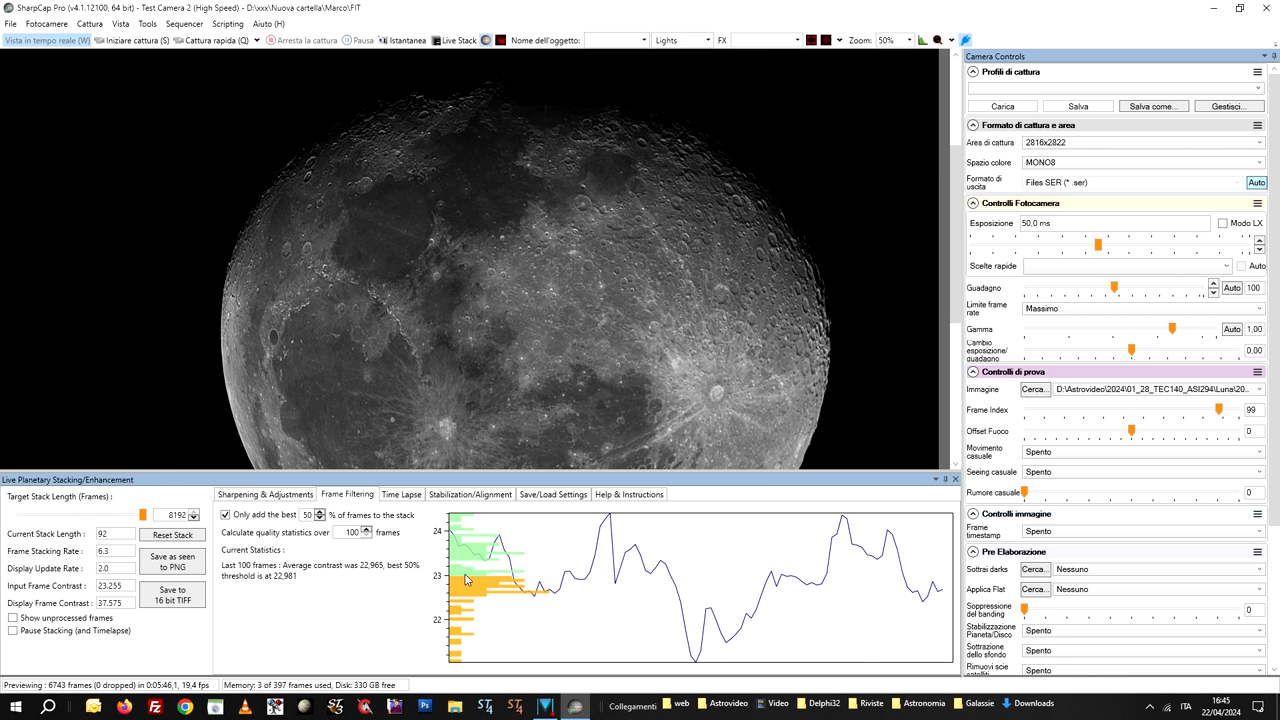 SharpCap Pro (v4.1.12100, 64 bit) - Test Camera 2 (High Speed) - D:\xxx\Nuova cartella\Marco\FIT
File Fotocamere Cattura Vista Tools Sequencer Scripting Aiuto (H)
Vista in tempo reale (W) Iniziare cattura (S) Cattura rapida (Q) Arresta la cattura Pausa Istantanea Live Stack Nome dell'oggetto: Lights FX Zoom: 50%
Camera Controls
Profili di cattura
Carica Salva Salva come... Gestisci...
Formato di cattura e area
Area di cattura 2816x2822
Spazio colore MONO8
Formato di uscita Files SER (* .ser) Auto
Controlli Fotocamera
Esposizione 50,0 ms Modo LX
Scelte rapide Auto
Guadagno Auto 100
Limite frame rate Massimo
Gamma Auto 1,00
Cambio esposizione/guadagno 0,00
Controlli di prova
Immagine Cerca... D:\Astrovideo\2024\01_28_TEC140_ASI294\Luna\20...
Frame Index 99
Offset Fuoco 0
Movimento casuale Spento
Seeing casuale Spento
Rumore casuale 0
Controlli immagine
Frame timestamp Spento
Pre Elaborazione
Sottrai darks Cerca... Nessuno
Applica Flat Cerca... Nessuno
Soppressione del banding 0
Stabilizzazione Pianeta/Disco Spento
Sottrazione dello sfondo Spento
Rimuovi scie satelliti Spento
Live Planetary Stacking/Enhancement
Target Stack Length (Frames) :
8192
Current Stack Length : 92 Reset Stack
Frame Stacking Rate : 6.3
Display Update Rate : 2.0
Save as seen to PNG
Input Frame Contrast : 23.255
Display Frame Contrast : 37.575
Save to 16 bit TIFF
Show unprocessed frames
Pause Stacking (and Timelapse)
Sharpening & Adjustments Frame Filtering Time Lapse Stabilization/Alignment Save/Load Settings Help & Instructions
Only add the best 50 % of frames to the stack
Calculate quality statistics over 100 frames
Current Statistics :
Last 100 frames : Average contrast was 22,965, best 50%
threshold is at 22,981
24
23
22
Previewing : 6743 frames (0 dropped) in 0:05:46,1, 19,4 fps Memory: 3 of 397 frames used, Disk: 330 GB free
Collegamenti web Astrovideo Video Delphi32 Riviste Astronomia Galassie Downloads ITA 16:45
22/04/2024